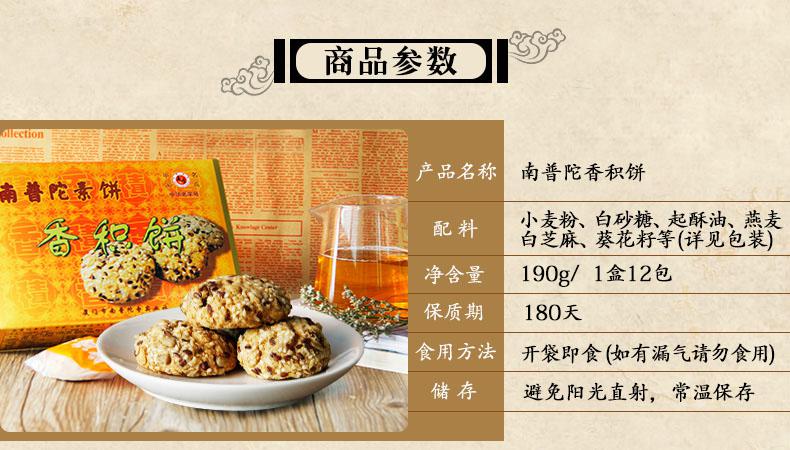 商品参数
ollection
南普陀素饼
香积饼
Knowlage Center
产品名称 南普陀香积饼
配料 小麦粉、白砂糖、起酥油、燕麦
白芝麻、葵花籽等(详见包装)
净含量 190g/ 1盒12包
保质期 180天
食用方法 开袋即食(如有漏气请勿食用)
储存 避免阳光直射，常温保存